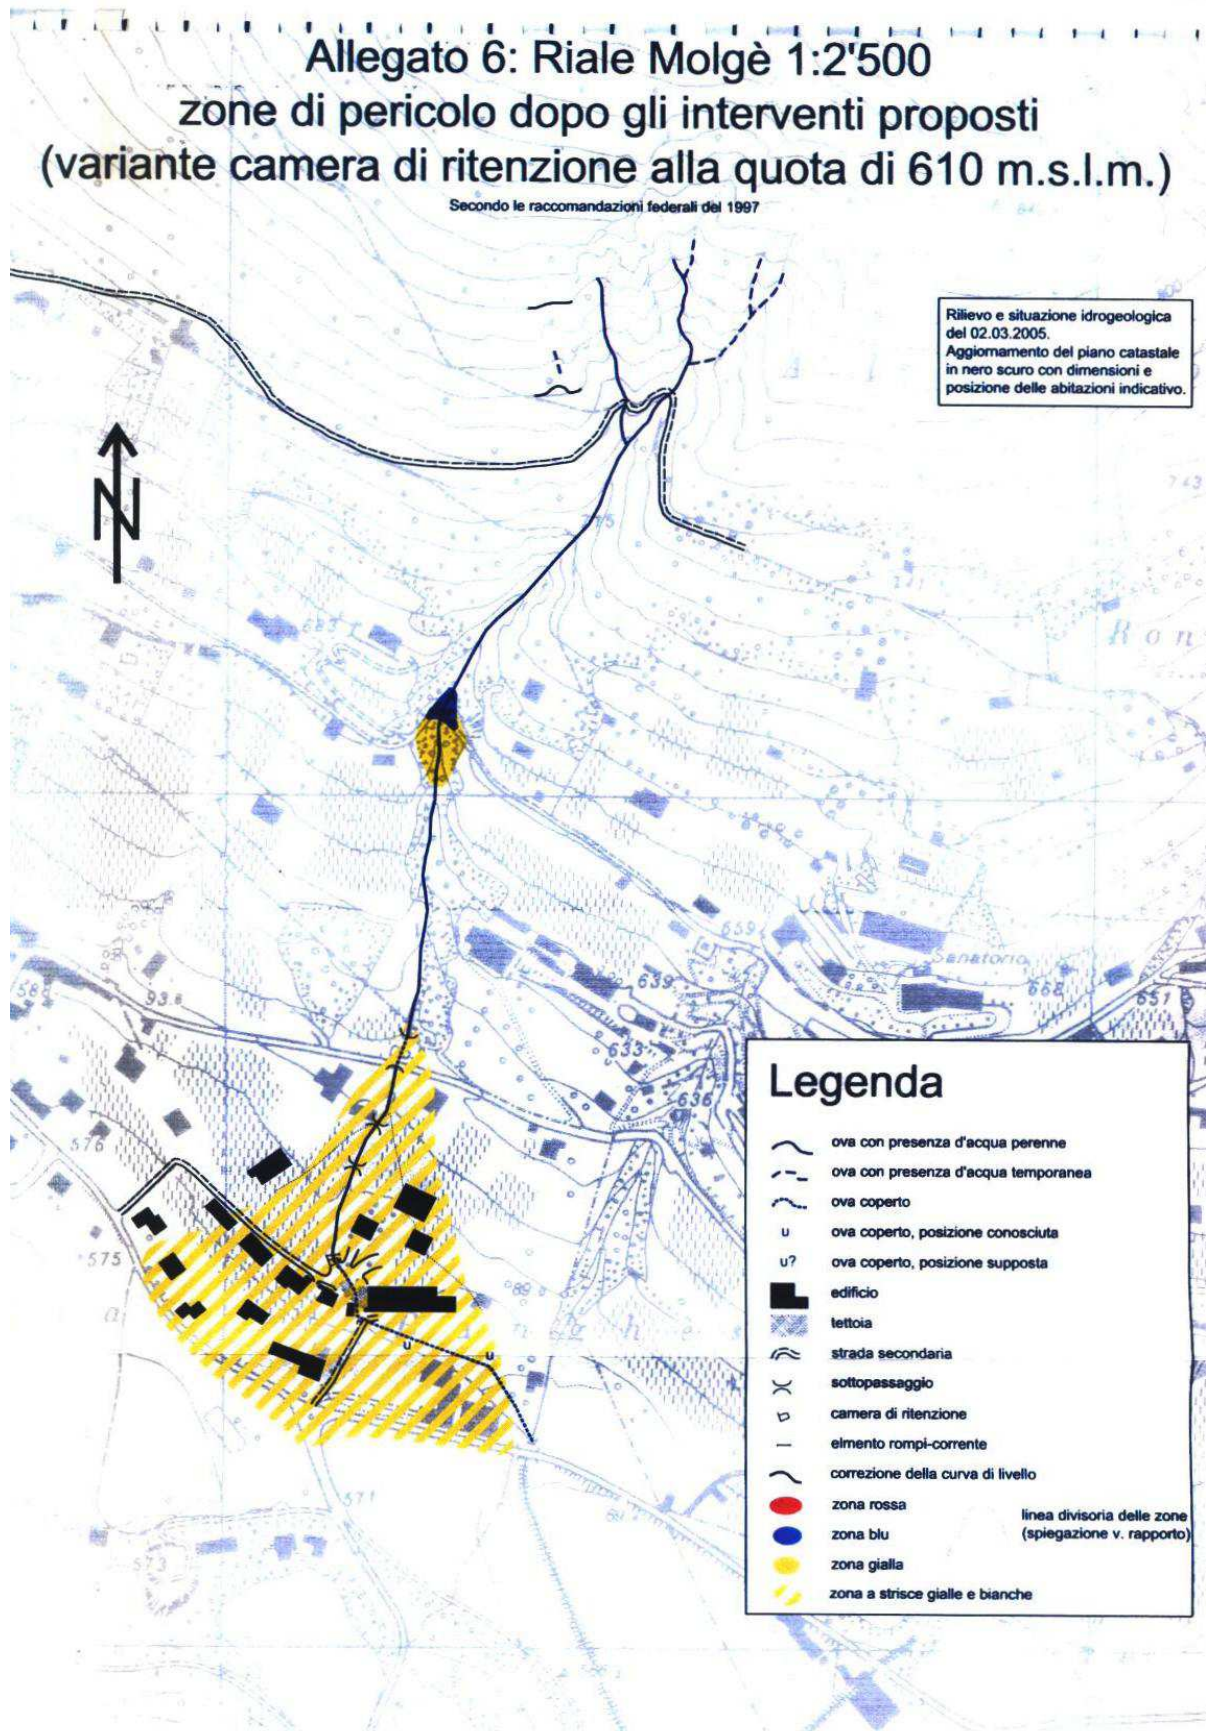 Allegato 6: Riale Molgè 1:2'500
zone di pericolo dopo gli interventi proposti
(variante camera di ritenzione alla quota di 610 m.s.l.m.)
Secondo le raccomandazioni federali del 1997
Rilievo e situazione idrogeologica
del 02.03.2005.
Aggiornamento del piano catastale
in nero scuro con dimensioni e
posizione delle abitazioni indicativo.
743
N
Ron
659
Sanatorio
639
668
651
58
93.8
633
636
576
575
u
u
571
573
Legenda
ova con presenza d'acqua perenne
ova con presenza d'acqua temporanea
ova coperto
u ova coperto, posizione conosciuta
u? ova coperto, posizione supposta
edificio
tettoia
strada secondaria
sottopassaggio
camera di ritenzione
elmento rompi-corrente
correzione della curva di livello
zona rossa
linea divisoria delle zone
zona blu
(spiegazione v. rapporto)
zona gialla
zona a strisce gialle e bianche